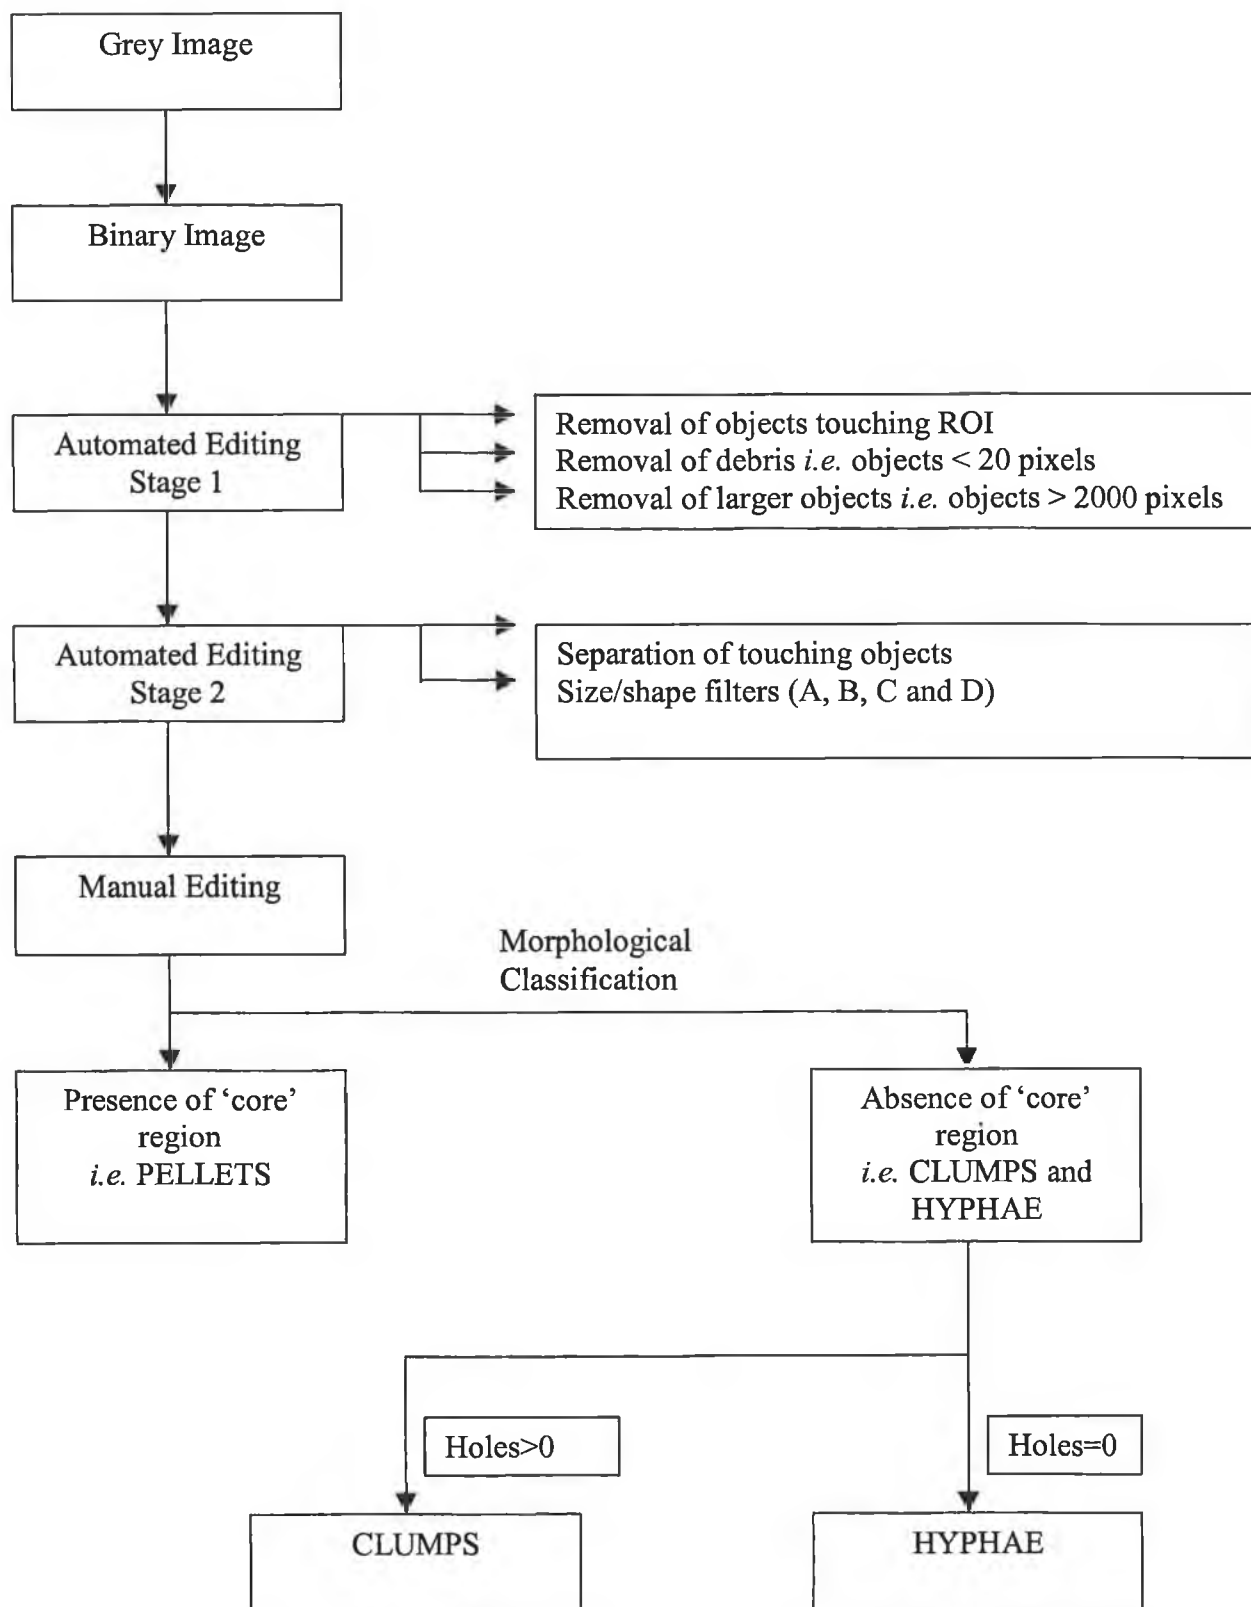 Grey Image
Binary Image
Automated Editing
Stage 1
Removal of objects touching ROI
Removal of debris i.e. objects < 20 pixels
Removal of larger objects i.e. objects > 2000 pixels
Automated Editing
Stage 2
Separation of touching objects
Size/shape filters (A, B, C and D)
Manual Editing
Morphological
Classification
Presence of ‘core’
region
i.e. PELLETS
Absence of ‘core’
region
i.e. CLUMPS and
HYPHAE
Holes>0
Holes=0
CLUMPS
HYPHAE